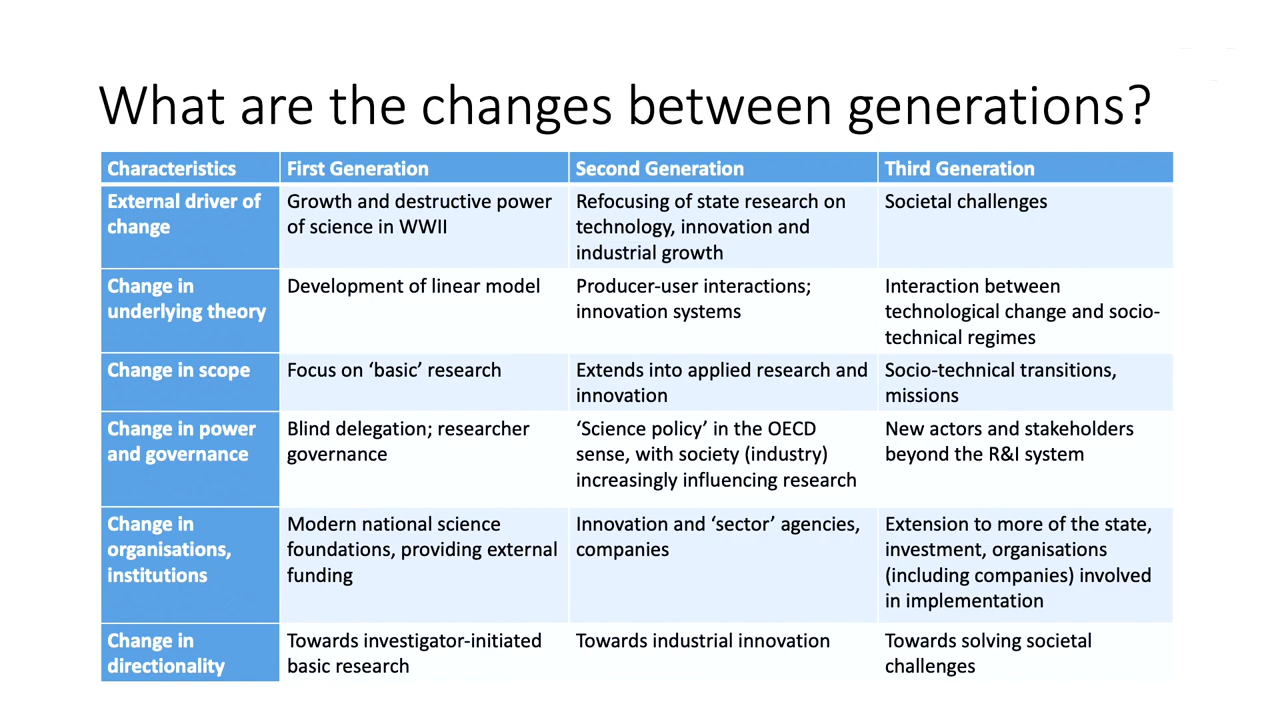 What are the changes between generations?
Characteristics
First Generation
Second Generation
Third Generation
External driver of
change
Growth and destructive power
of science in WWII
Refocusing of state research on
technology, innovation and
industrial growth
Societal challenges
Change in
underlying theory
Development of linear model
Producer-user interactions;
innovation systems
Interaction between
technological change and socio-
technical regimes
Change in scope
Focus on ‘basic’ research
Extends into applied research and
innovation
Socio-technical transitions,
missions
Change in power
and governance
Blind delegation; researcher
governance
‘Science policy’ in the OECD
sense, with society (industry)
increasingly influencing research
New actors and stakeholders
beyond the R&I system
Change in
organisations,
institutions
Modern national science
foundations, providing external
funding
Innovation and ‘sector’ agencies,
companies
Extension to more of the state,
investment, organisations
(including companies) involved
in implementation
Change in
directionality
Towards investigator-initiated
basic research
Towards industrial innovation
Towards solving societal
challenges